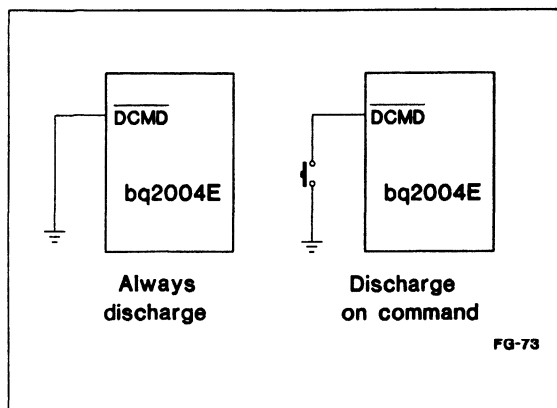 DCMD
bq2004E
Always
discharge
DCMD
bq2004E
Discharge
on command
FG-73